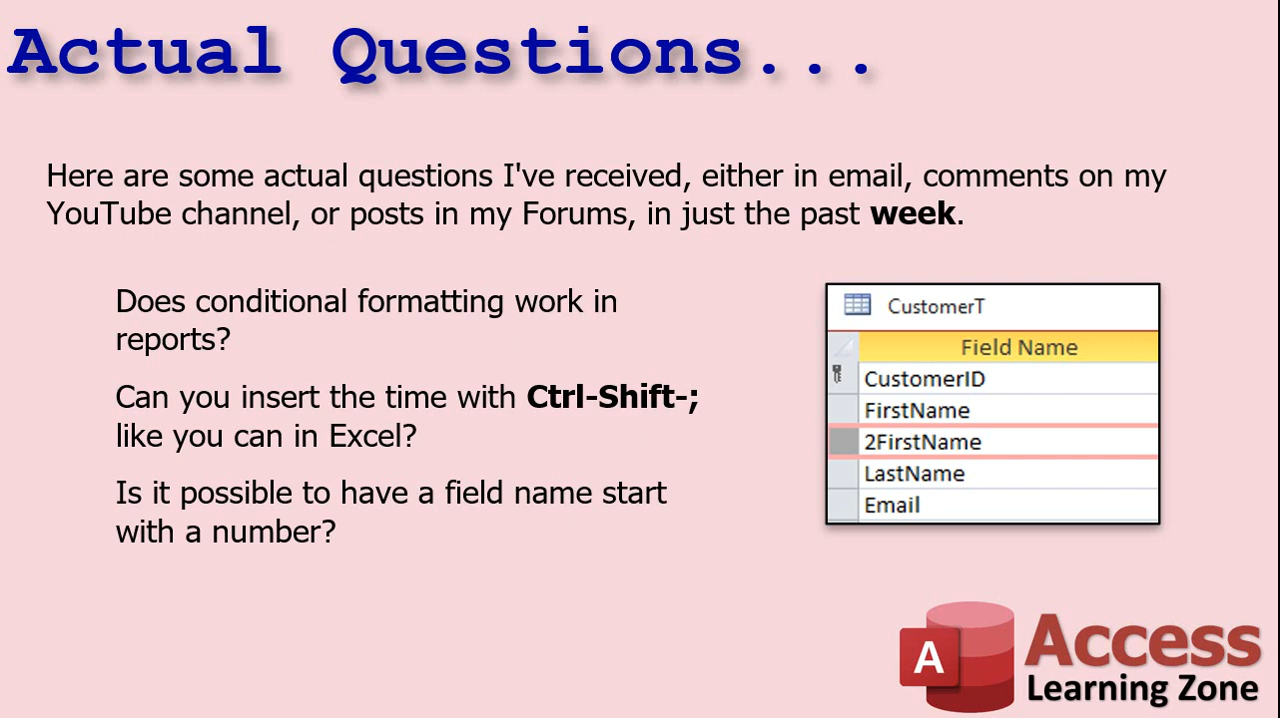 Actual Questions...
Here are some actual questions I've received, either in email, comments on my
YouTube channel, or posts in my Forums, in just the past week.
Does conditional formatting work in
reports?
Can you insert the time with Ctrl-Shift-;
like you can in Excel?
Is it possible to have a field name start
with a number?
CustomerT
Field Name
CustomerID
FirstName
2FirstName
LastName
Email
A
Access
Learning Zone